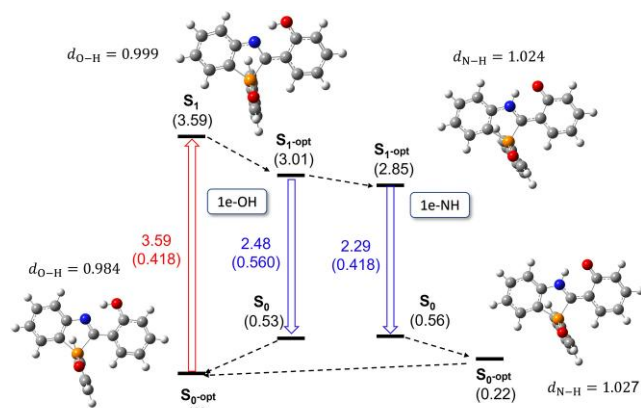 d_O–H = 0.999
d_N–H = 1.024
S₁
(3.59)
S₁-opt
(3.01)
S₁-opt
(2.85)
1e-OH
1e-NH
3.59
(0.418)
2.48
(0.560)
2.29
(0.418)
d_O–H = 0.984
S₀
(0.53)
S₀
(0.56)
S₀-opt
S₀-opt
(0.22)
d_N–H = 1.027